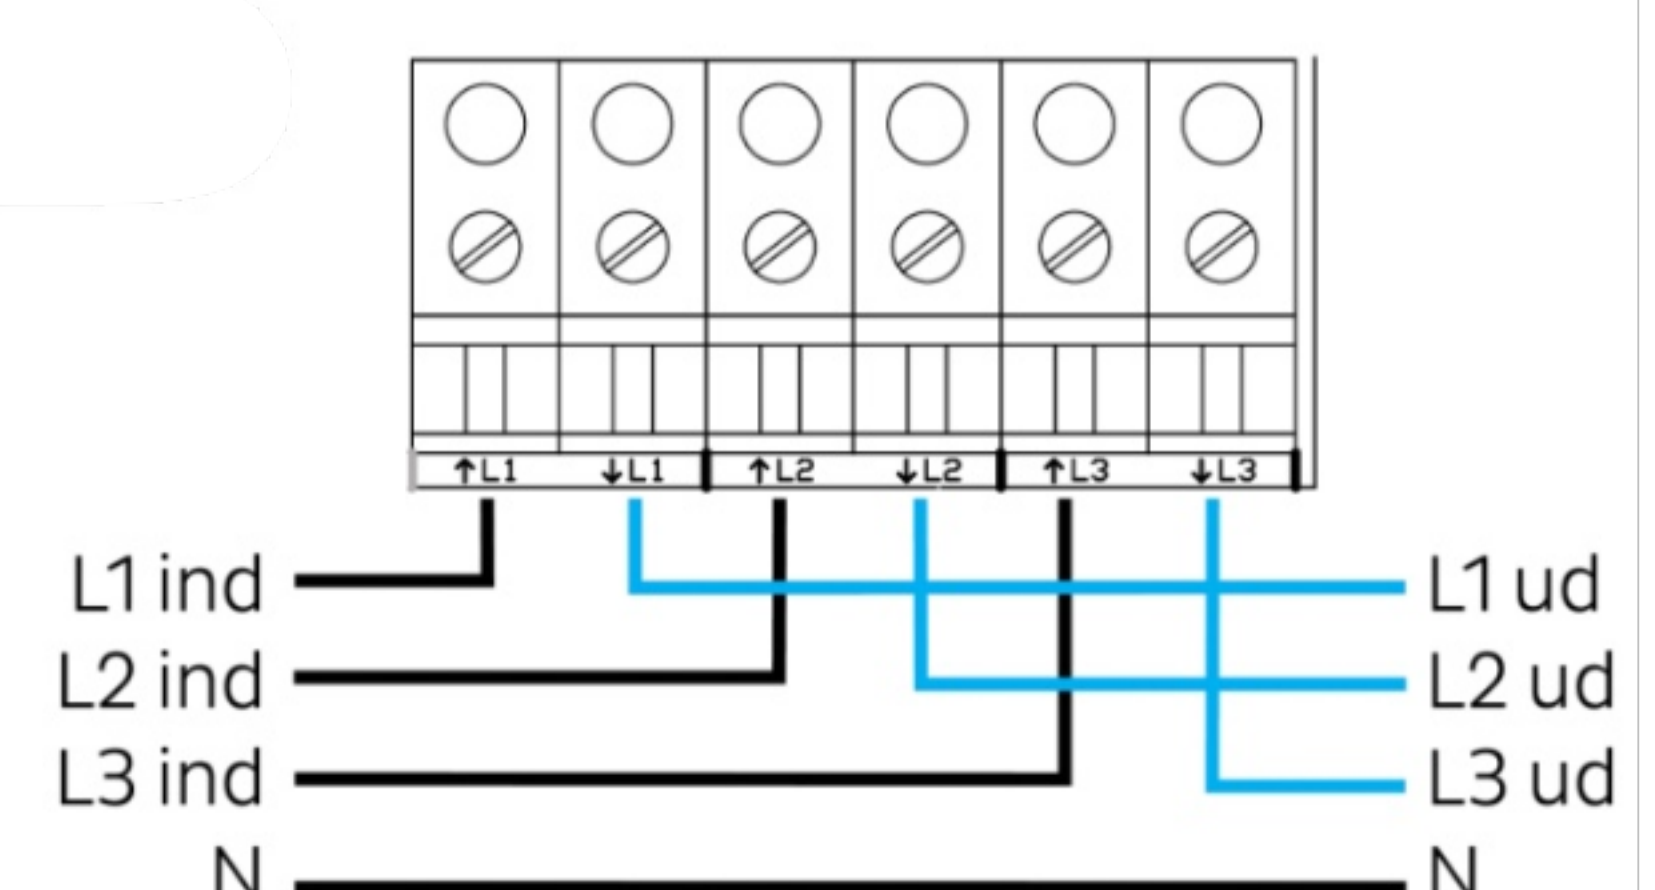 ↑L1 ↓L1 ↑L2 ↓L2 ↑L3 ↓L3
L1 ind L1 ud
L2 ind L2 ud
L3 ind L3 ud
N N